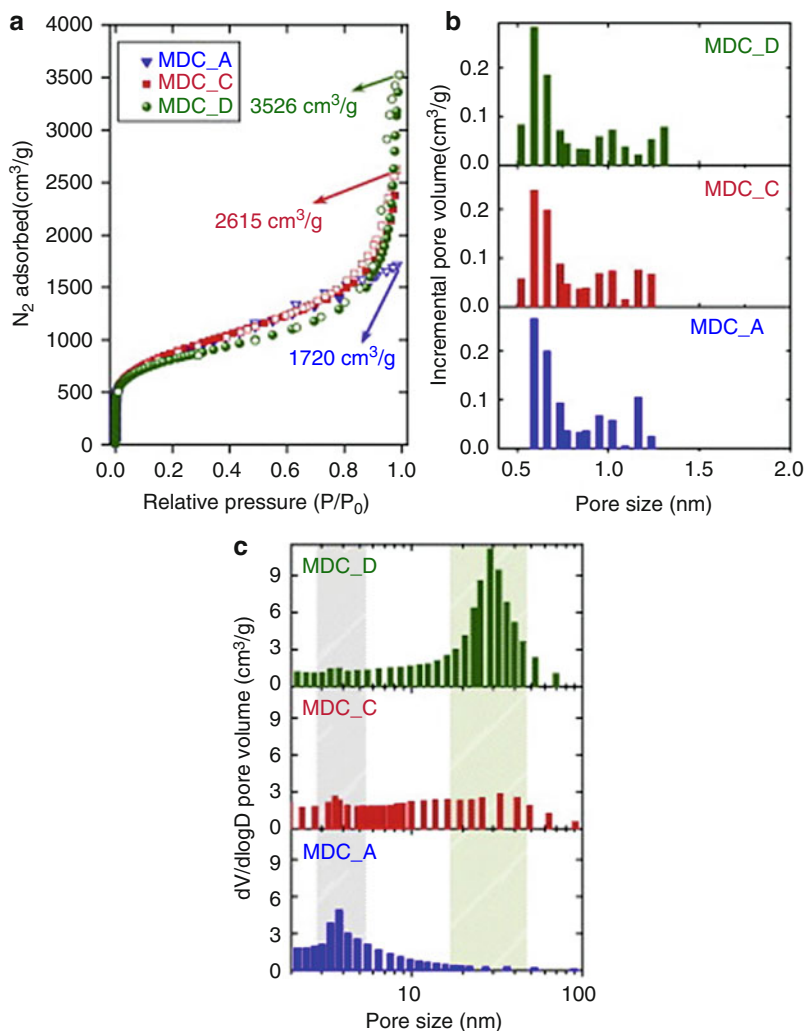 a
4000
3500
3000
2500
2000
1500
1000
500
0
N₂ adsorbed(cm³/g)
MDC_A
MDC_C
MDC_D
3526 cm³/g
2615 cm³/g
1720 cm³/g
0.0 0.2 0.4 0.6 0.8 1.0
Relative pressure (P/P₀)
b
Incremental pore volume(cm³/g)
MDC_D
0.2
0.1
0.0
MDC_C
0.2
0.1
0.0
MDC_A
0.2
0.1
0.0
0.5 1.0 1.5 2.0
Pore size (nm)
c
dV/dlogD pore volume (cm³/g)
MDC_D
9
6
3
0
MDC_C
9
6
3
0
MDC_A
9
6
3
0
10 100
Pore size (nm)